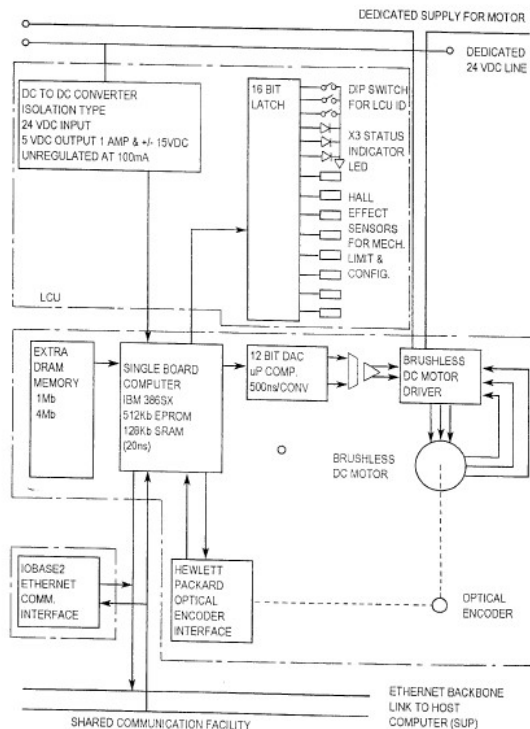 DEDICATED SUPPLY FOR MOTOR
DEDICATED
24 VDC LINE
DC TO DC CONVERTER
ISOLATION TYPE
24 VDC INPUT
5 VDC OUTPUT 1 AMP & +/- 15VDC
UNREGULATED AT 100mA
16 BIT
LATCH
DIP SWITCH
FOR LCU ID
X3 STATUS
INDICATOR
LED
HALL
EFFECT
SENSORS
FOR MECH.
LIMIT &
CONFIG.
LCU
EXTRA
DRAM
MEMORY
1Mb
4Mb
SINGLE BOARD
COMPUTER
IBM 386SX
512Kb EPROM
128Kb SRAM
(20ns)
12 BIT DAC
uP COMP.
500ns/CONV
BRUSHLESS
DC MOTOR
DRIVER
BRUSHLESS
DC MOTOR
IOBASE2
ETHERNET
COMM.
INTERFACE
HEWLETT
PACKARD
OPTICAL
ENCODER
INTERFACE
OPTICAL
ENCODER
ETHERNET BACKBONE
LINK TO HOST
COMPUTER (SUP)
SHARED COMMUNICATION FACILITY